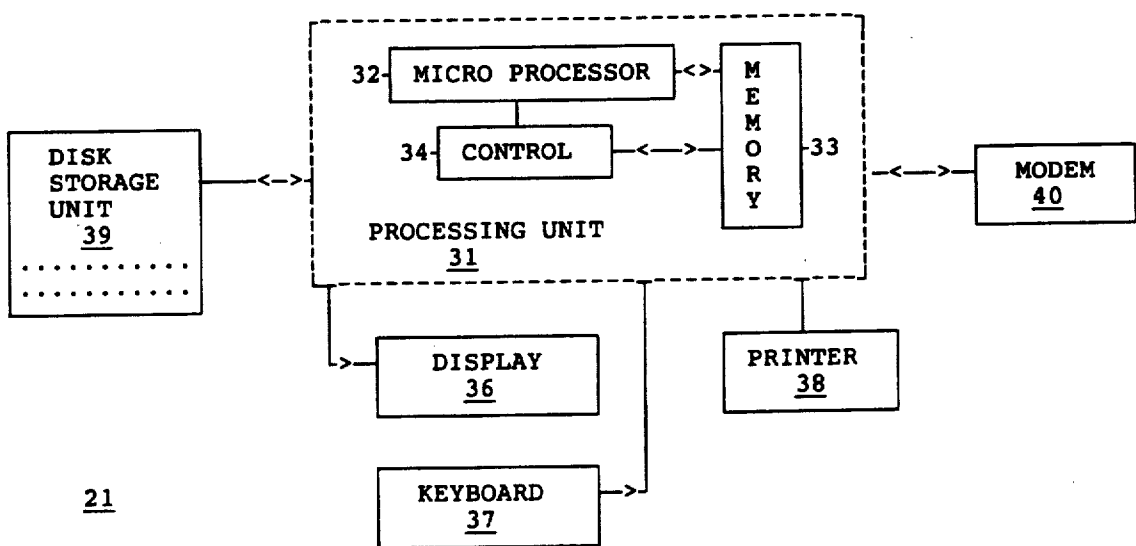 32- MICRO PROCESSOR <->
MEMORY
34- CONTROL <-->
-33
DISK
STORAGE
UNIT
39
...........
...........
<->
PROCESSING UNIT
31
<-->
MODEM
40
->
DISPLAY
36
PRINTER
38
KEYBOARD
37
->
21